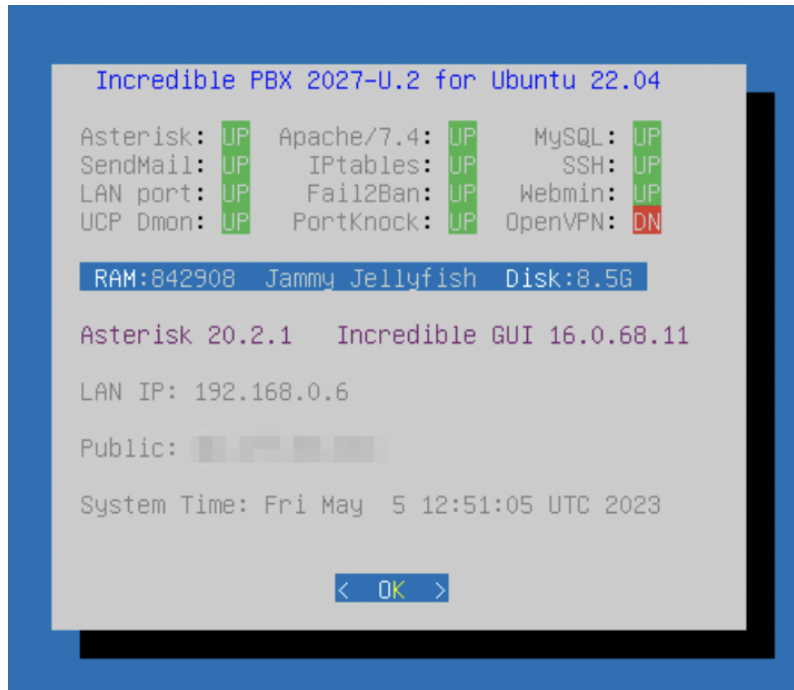 Incredible PBX 2027-U.2 for Ubuntu 22.04
Asterisk: UP Apache/7.4: UP MySQL: UP
SendMail: UP IPtables: UP SSH: UP
LAN port: UP Fail2Ban: UP Webmin: UP
UCP Dmon: UP PortKnock: UP OpenVPN: DN
RAM:842908 Jammy Jellyfish Disk:8.5G
Asterisk 20.2.1 Incredible GUI 16.0.68.11
LAN IP: 192.168.0.6
Public:
System Time: Fri May 5 12:51:05 UTC 2023
< OK >